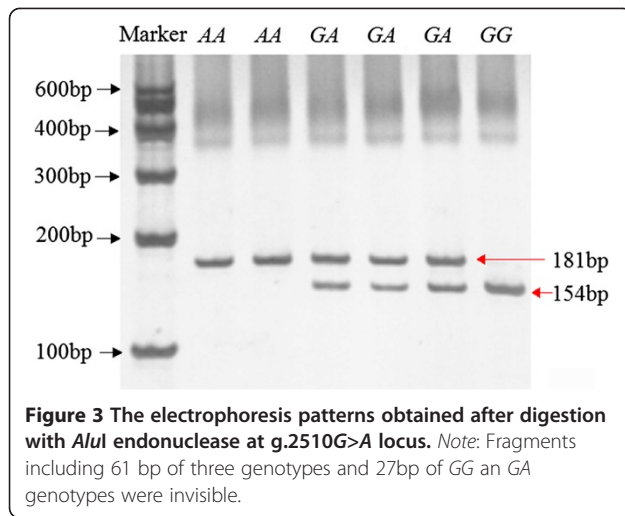 Marker AA AA GA GA GA GG
600bp
400bp
300bp
200bp
181bp
154bp
100bp
Figure 3 The electrophoresis patterns obtained after digestion
with AluI endonuclease at g.2510G>A locus. Note: Fragments
including 61 bp of three genotypes and 27bp of GG an GA
genotypes were invisible.